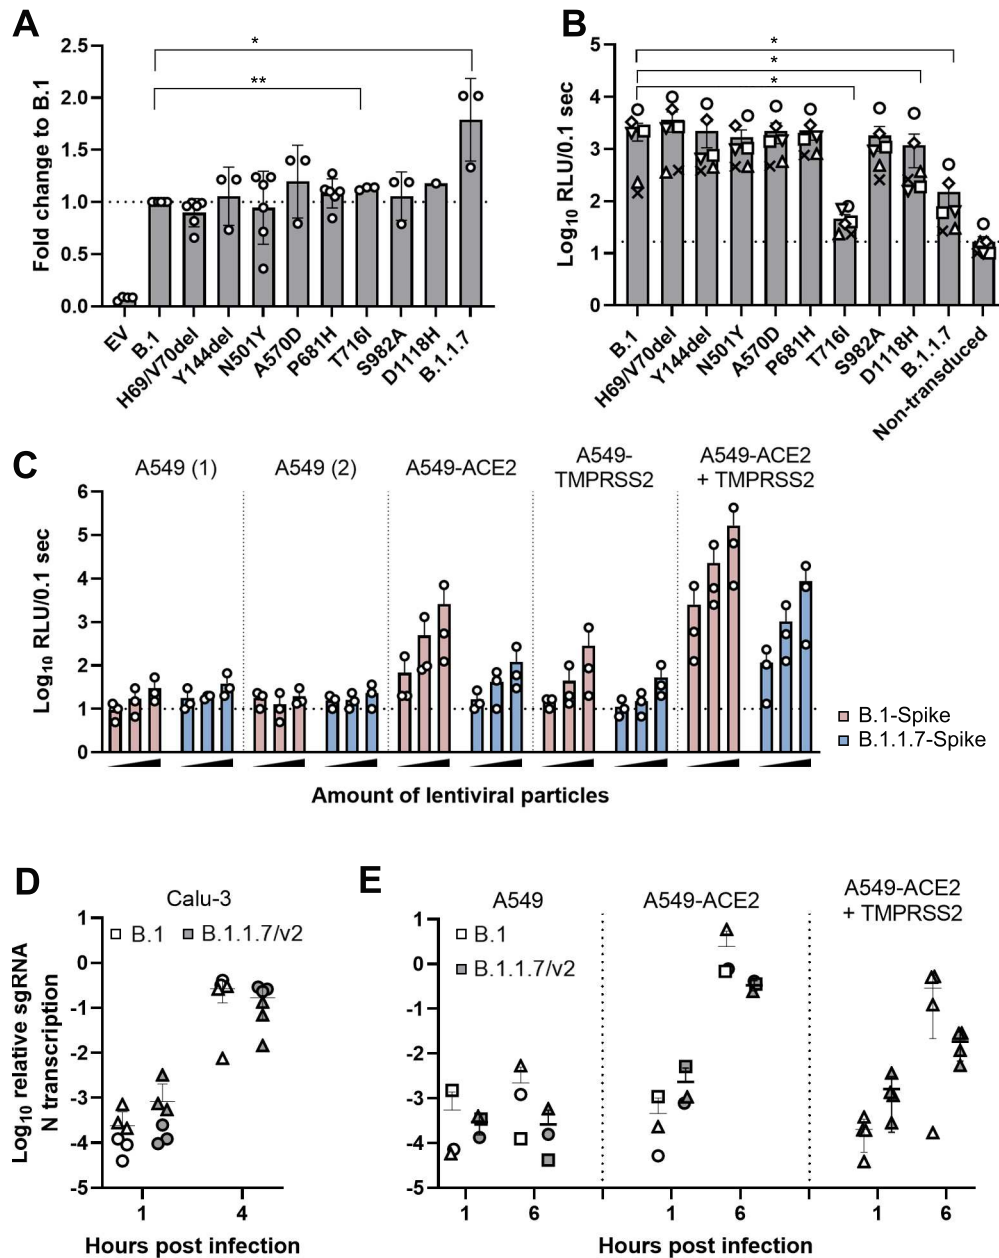 A
Fold change to B.1
2.5
2.0
1.5
1.0
0.5
0.0
*
**
EV
B.1
H69/V70del
Y144del
N501Y
A570D
P681H
T716I
S982A
D1118H
B.1.1.7
B
Log10 RLU/0.1 sec
5
4
3
2
1
0
*
*
*
B.1
H69/V70del
Y144del
N501Y
A570D
P681H
T716I
S982A
D1118H
B.1.1.7
Non-transduced
C
A549 (1)
A549 (2)
A549-ACE2
A549-
TMPRSS2
A549-ACE2
+ TMPRSS2
Log10 RLU/0.1 sec
6
5
4
3
2
1
0
B.1-Spike
B.1.1.7-Spike
Amount of lentiviral particles
D
Calu-3
B.1
B.1.1.7/v2
Log10 relative sgRNA
N transcription
1
0
-1
-2
-3
-4
-5
1
4
Hours post infection
E
A549
A549-ACE2
A549-ACE2
+ TMPRSS2
B.1
B.1.1.7/v2
1
0
-1
-2
-3
-4
-5
1
6
1
6
1
6
Hours post infection